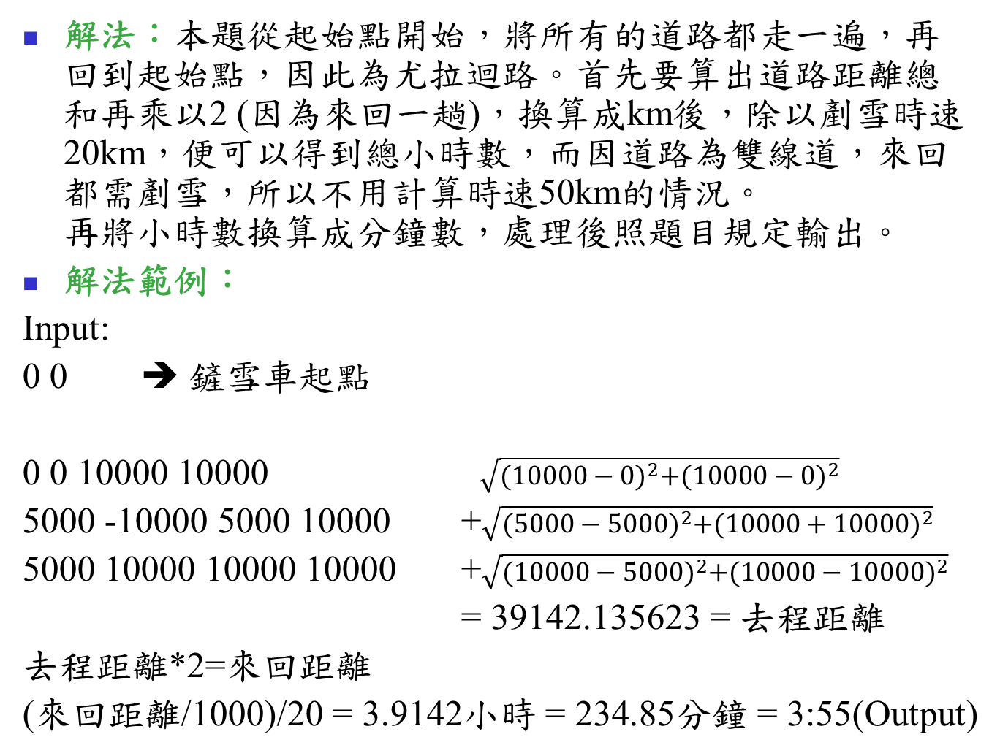 解法：本題從起始點開始，將所有的道路都走一遍，再
回到起始點，因此為尤拉迴路。首先要算出道路距離總
和再乘以2 (因為來回一趟)，換算成km後，除以剷雪時速
20km，便可以得到總小時數，而因道路為雙線道，來回
都需剷雪，所以不用計算時速50km的情況。
再將小時數換算成分鐘數，處理後照題目規定輸出。
解法範例：
Input:
0 0 → 鏟雪車起點
0 0 10000 10000 √(10000 − 0)²+(10000 − 0)²
5000 -10000 5000 10000 +√(5000 − 5000)²+(10000 + 10000)²
5000 10000 10000 10000 +√(10000 − 5000)²+(10000 − 10000)²
= 39142.135623 = 去程距離
去程距離*2=來回距離
(來回距離/1000)/20 = 3.9142小時 = 234.85分鐘 = 3:55(Output)